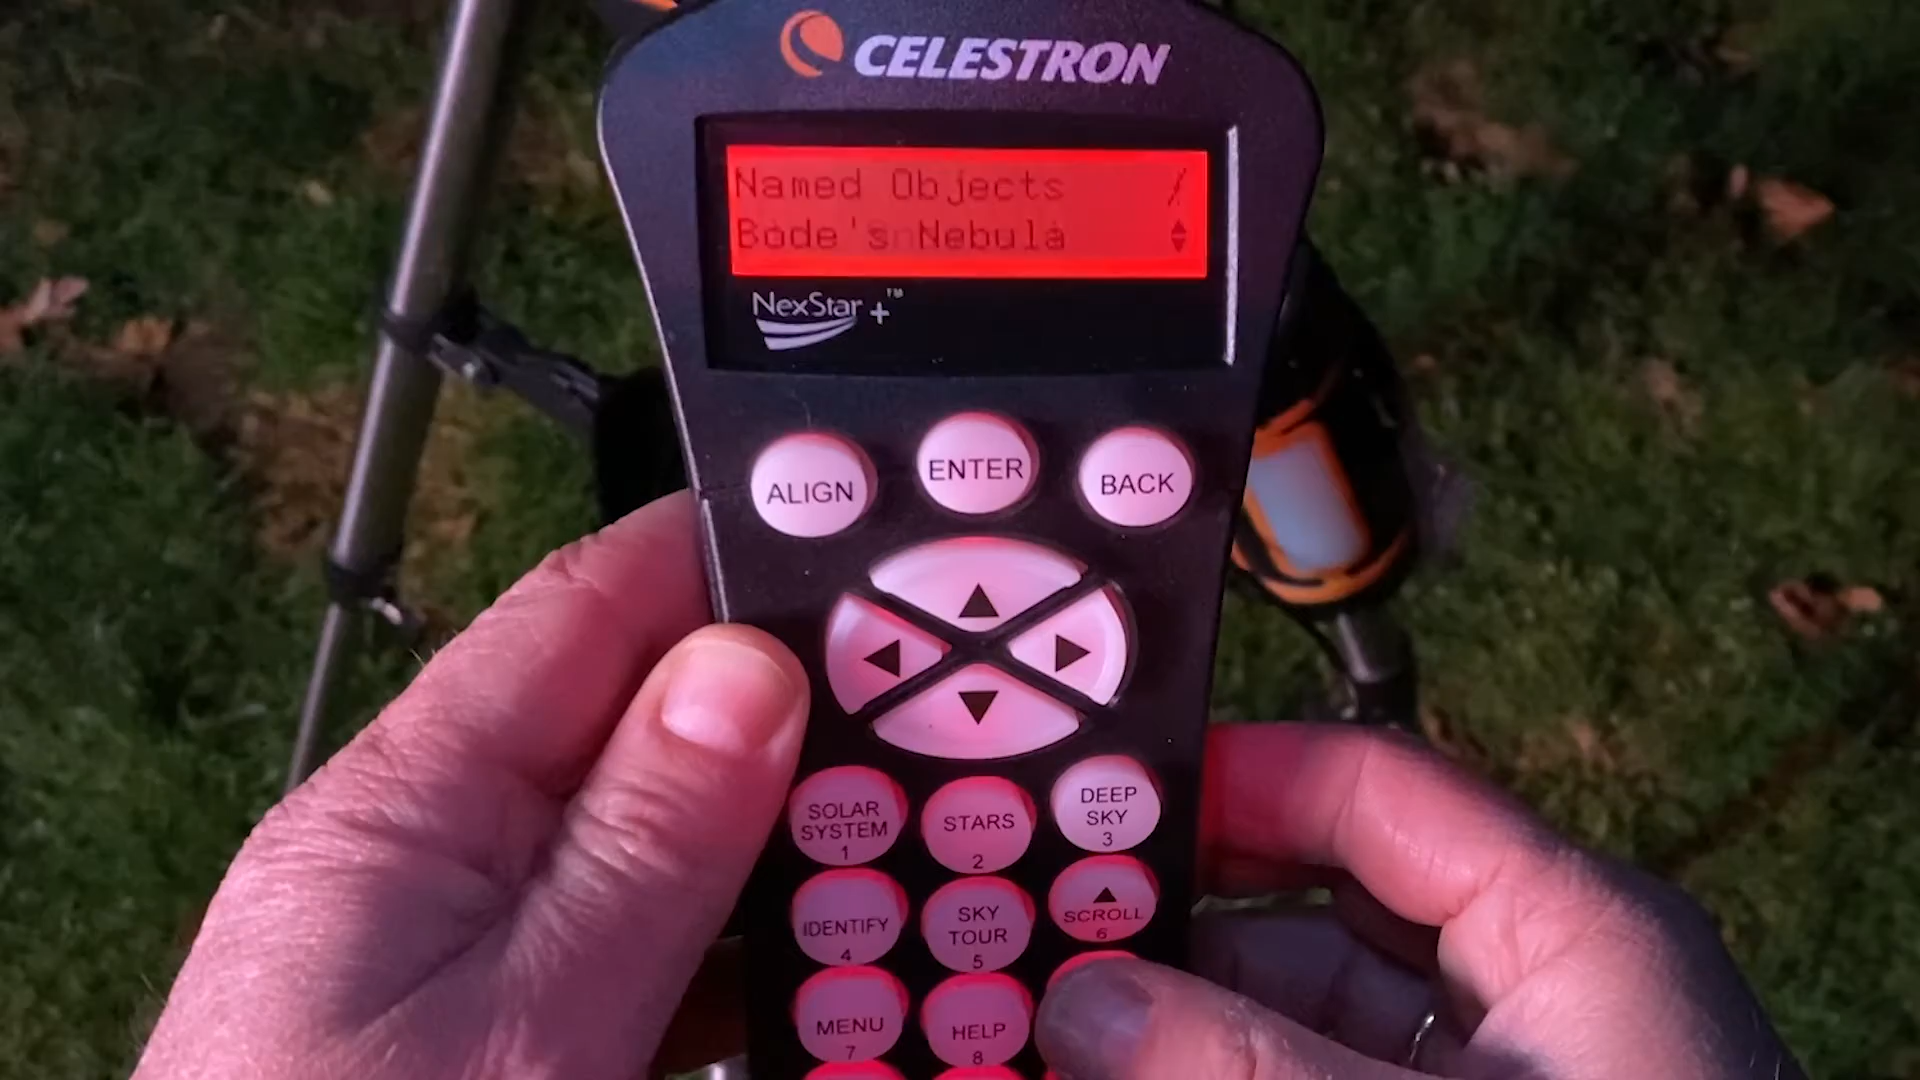 CELESTRON
Named Objects
Bode's Nebula
NexStar+™
ALIGN
ENTER
BACK
SOLAR SYSTEM 1
STARS 2
DEEP SKY 3
IDENTIFY 4
SKY TOUR 5
SCROLL 6
MENU 7
HELP 8